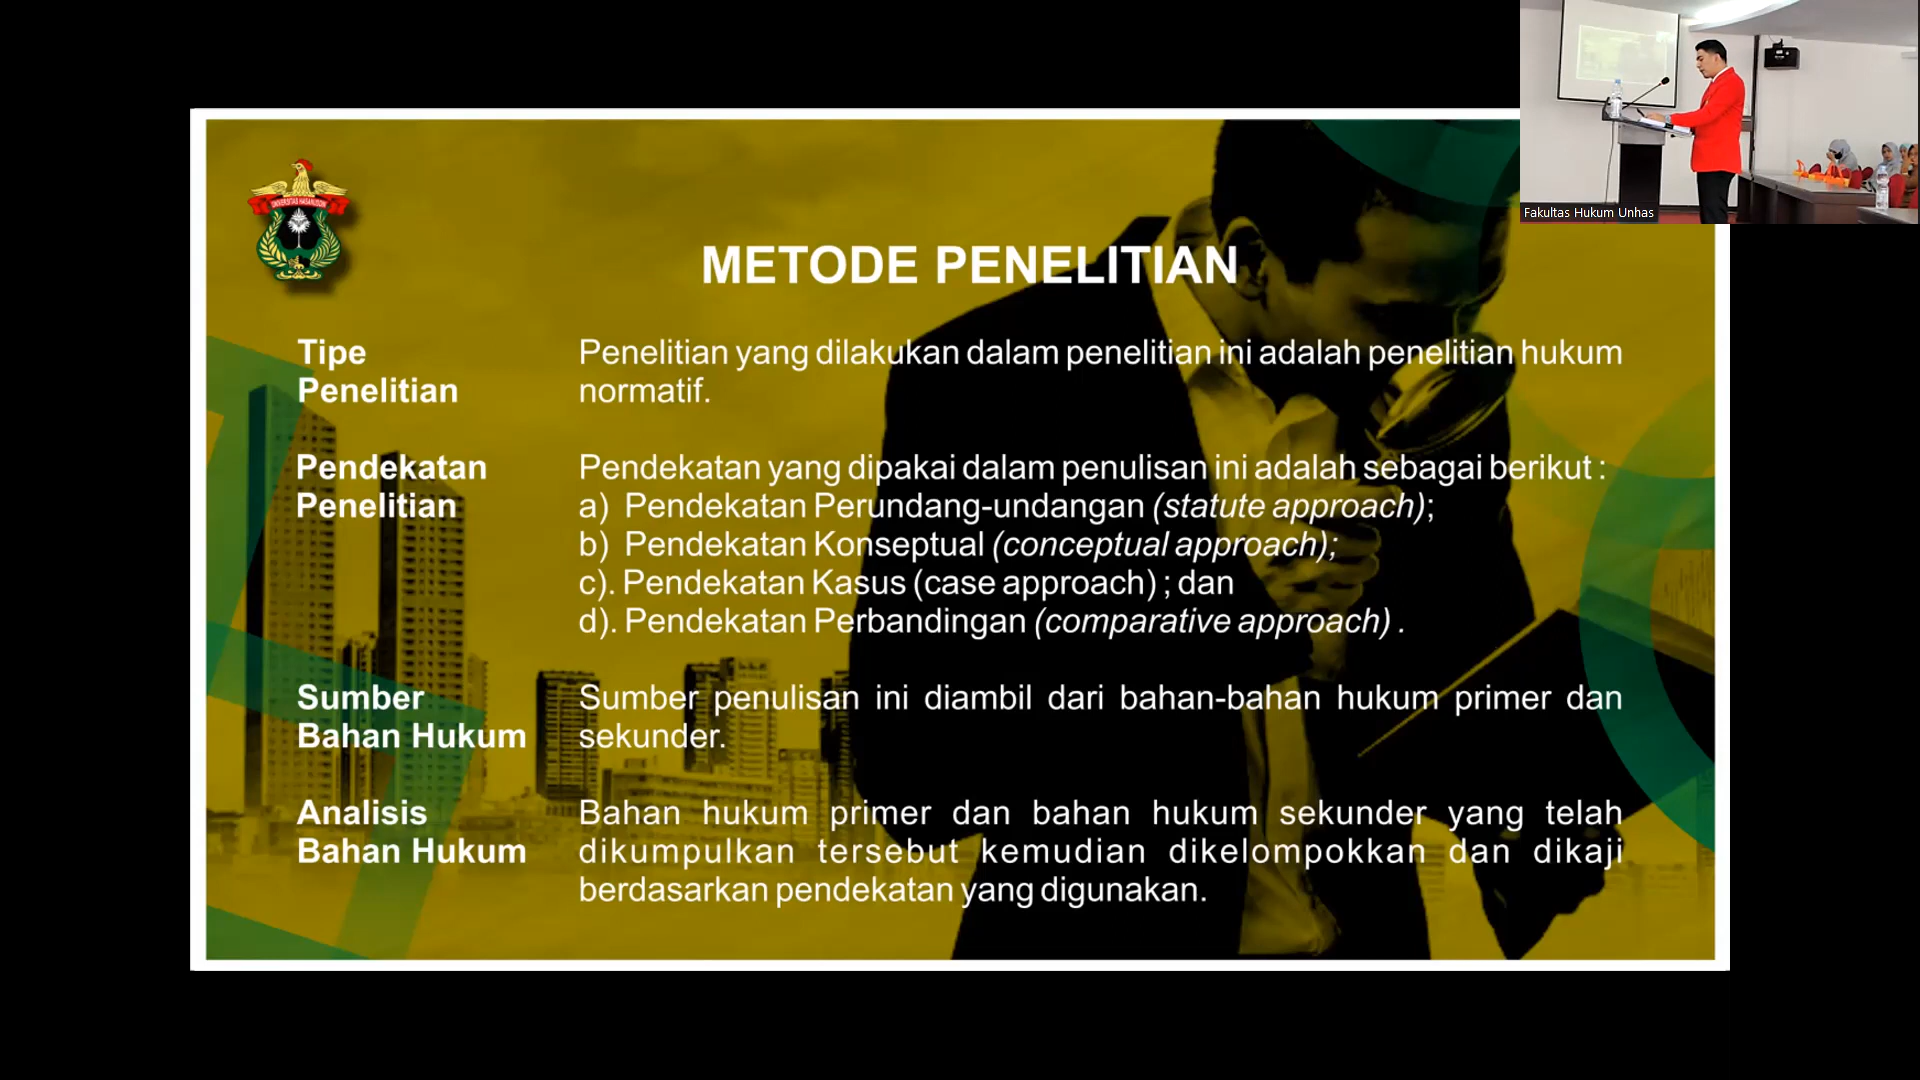 Fakultas Hukum Unhas
UNIVERSITAS HASANUDDIN
METODE PENELITIAN
Tipe
Penelitian
Penelitian yang dilakukan dalam penelitian ini adalah penelitian hukum
normatif.
Pendekatan
Penelitian
Pendekatan yang dipakai dalam penulisan ini adalah sebagai berikut :
a) Pendekatan Perundang-undangan (statute approach);
b) Pendekatan Konseptual (conceptual approach);
c). Pendekatan Kasus (case approach) ; dan
d). Pendekatan Perbandingan (comparative approach) .
Sumber
Bahan Hukum
Sumber penulisan ini diambil dari bahan-bahan hukum primer dan
sekunder.
Analisis
Bahan Hukum
Bahan hukum primer dan bahan hukum sekunder yang telah
dikumpulkan tersebut kemudian dikelompokkan dan dikaji
berdasarkan pendekatan yang digunakan.